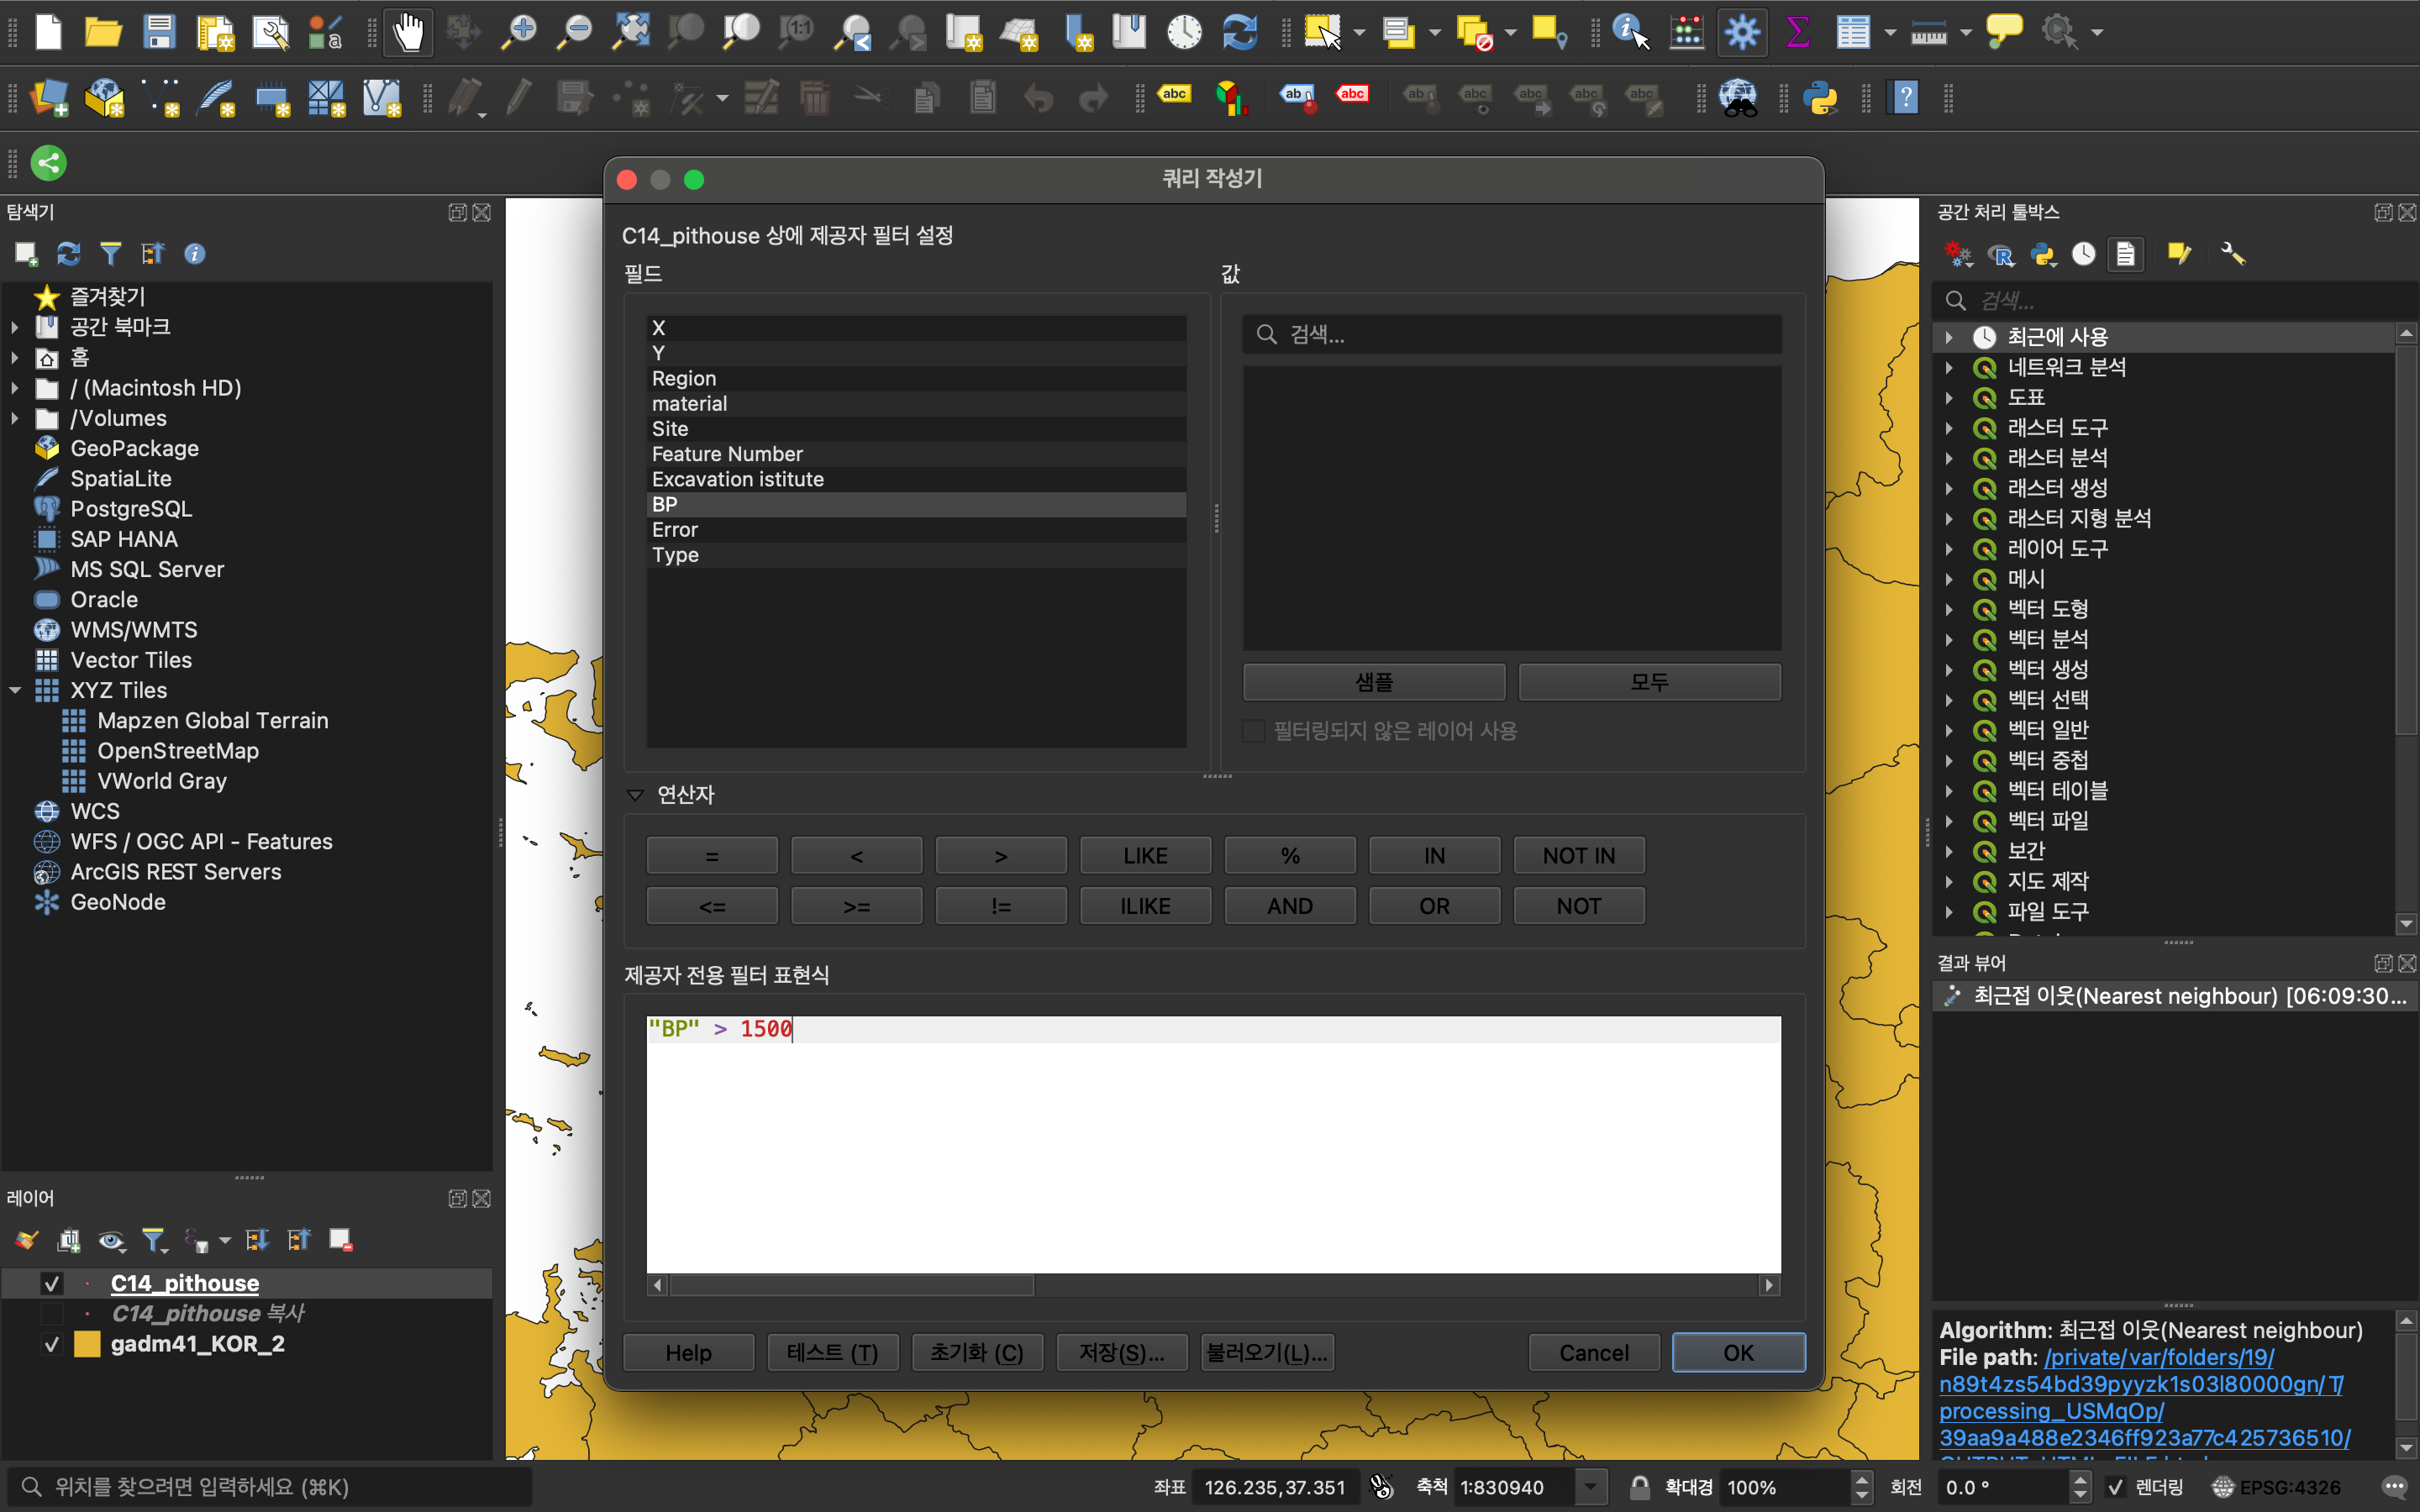 쿼리 작성기
탐색기
즐겨찾기
공간 북마크
홈
/ (Macintosh HD)
/Volumes
GeoPackage
SpatiaLite
PostgreSQL
SAP HANA
MS SQL Server
Oracle
WMS/WMTS
Vector Tiles
XYZ Tiles
Mapzen Global Terrain
OpenStreetMap
VWorld Gray
WCS
WFS / OGC API - Features
ArcGIS REST Servers
GeoNode
레이어
C14_pithouse
C14_pithouse 복사
gadm41_KOR_2
C14_pithouse 상에 제공자 필터 설정
필드
X
Y
Region
material
Site
Feature Number
Excavation istitute
BP
Error
Type
값
검색...
샘플
모두
필터링되지 않은 레이어 사용
연산자
= < > LIKE % IN NOT IN
<= >= != ILIKE AND OR NOT
제공자 전용 필터 표현식
"BP" > 1500
Help 테스트 (T) 초기화 (C) 저장(S)... 불러오기(L)... Cancel OK
공간 처리 툴박스
검색...
최근에 사용
네트워크 분석
도표
래스터 도구
래스터 분석
래스터 생성
래스터 지형 분석
레이어 도구
메시
벡터 도형
벡터 분석
벡터 생성
벡터 선택
벡터 일반
벡터 중첩
벡터 테이블
벡터 파일
보간
지도 제작
파일 도구
결과 뷰어
최근접 이웃(Nearest neighbour) [06:09:30...
Algorithm: 최근접 이웃(Nearest neighbour)
File path: /private/var/folders/19/
n89t4zs54bd39pyyzk1s03l80000gn/T/
processing_USMqOp/
39aa9a488e2346ff923a77c425736510/
위치를 찾으려면 입력하세요 (⌘K)
좌표 126.235,37.351 축척 1:830940 확대경 100% 회전 0.0 ° 렌더링 EPSG:4326